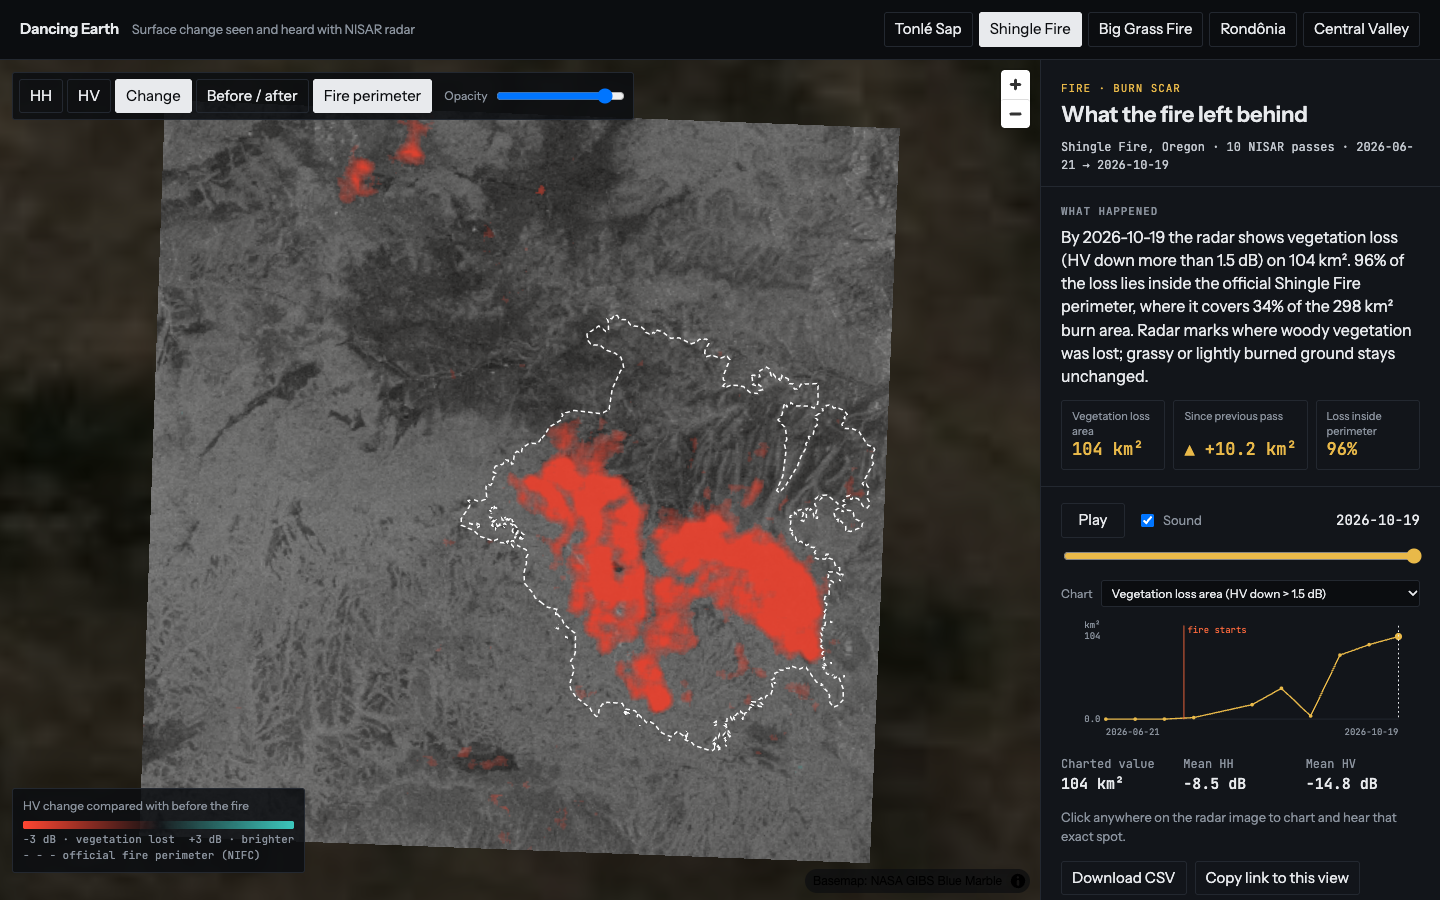 Dancing Earth
Surface change seen and heard with NISAR radar
Tonlé Sap
Shingle Fire
Big Grass Fire
Rondônia
Central Valley
HH
HV
Change
Before / after
Fire perimeter
Opacity
+
−
FIRE · BURN SCAR
What the fire left behind
Shingle Fire, Oregon · 10 NISAR passes · 2026-06-
21 → 2026-10-19
WHAT HAPPENED
By 2026-10-19 the radar shows vegetation loss
(HV down more than 1.5 dB) on 104 km². 96% of
the loss lies inside the official Shingle Fire
perimeter, where it covers 34% of the 298 km²
burn area. Radar marks where woody vegetation
was lost; grassy or lightly burned ground stays
unchanged.
Vegetation loss
area
104 km²
Since previous pass
▲ +10.2 km²
Loss inside
perimeter
96%
Play
Sound
2026-10-19
Chart
Vegetation loss area (HV down > 1.5 dB)
km²
104
fire starts
0.0
2026-06-21
2026-10-19
Charted value
104 km²
Mean HH
-8.5 dB
Mean HV
-14.8 dB
Click anywhere on the radar image to chart and hear that
exact spot.
Download CSV
Copy link to this view
HV change compared with before the fire
-3 dB · vegetation lost
+3 dB · brighter
- - - official fire perimeter (NIFC)
Basemap: NASA GIBS Blue Marble